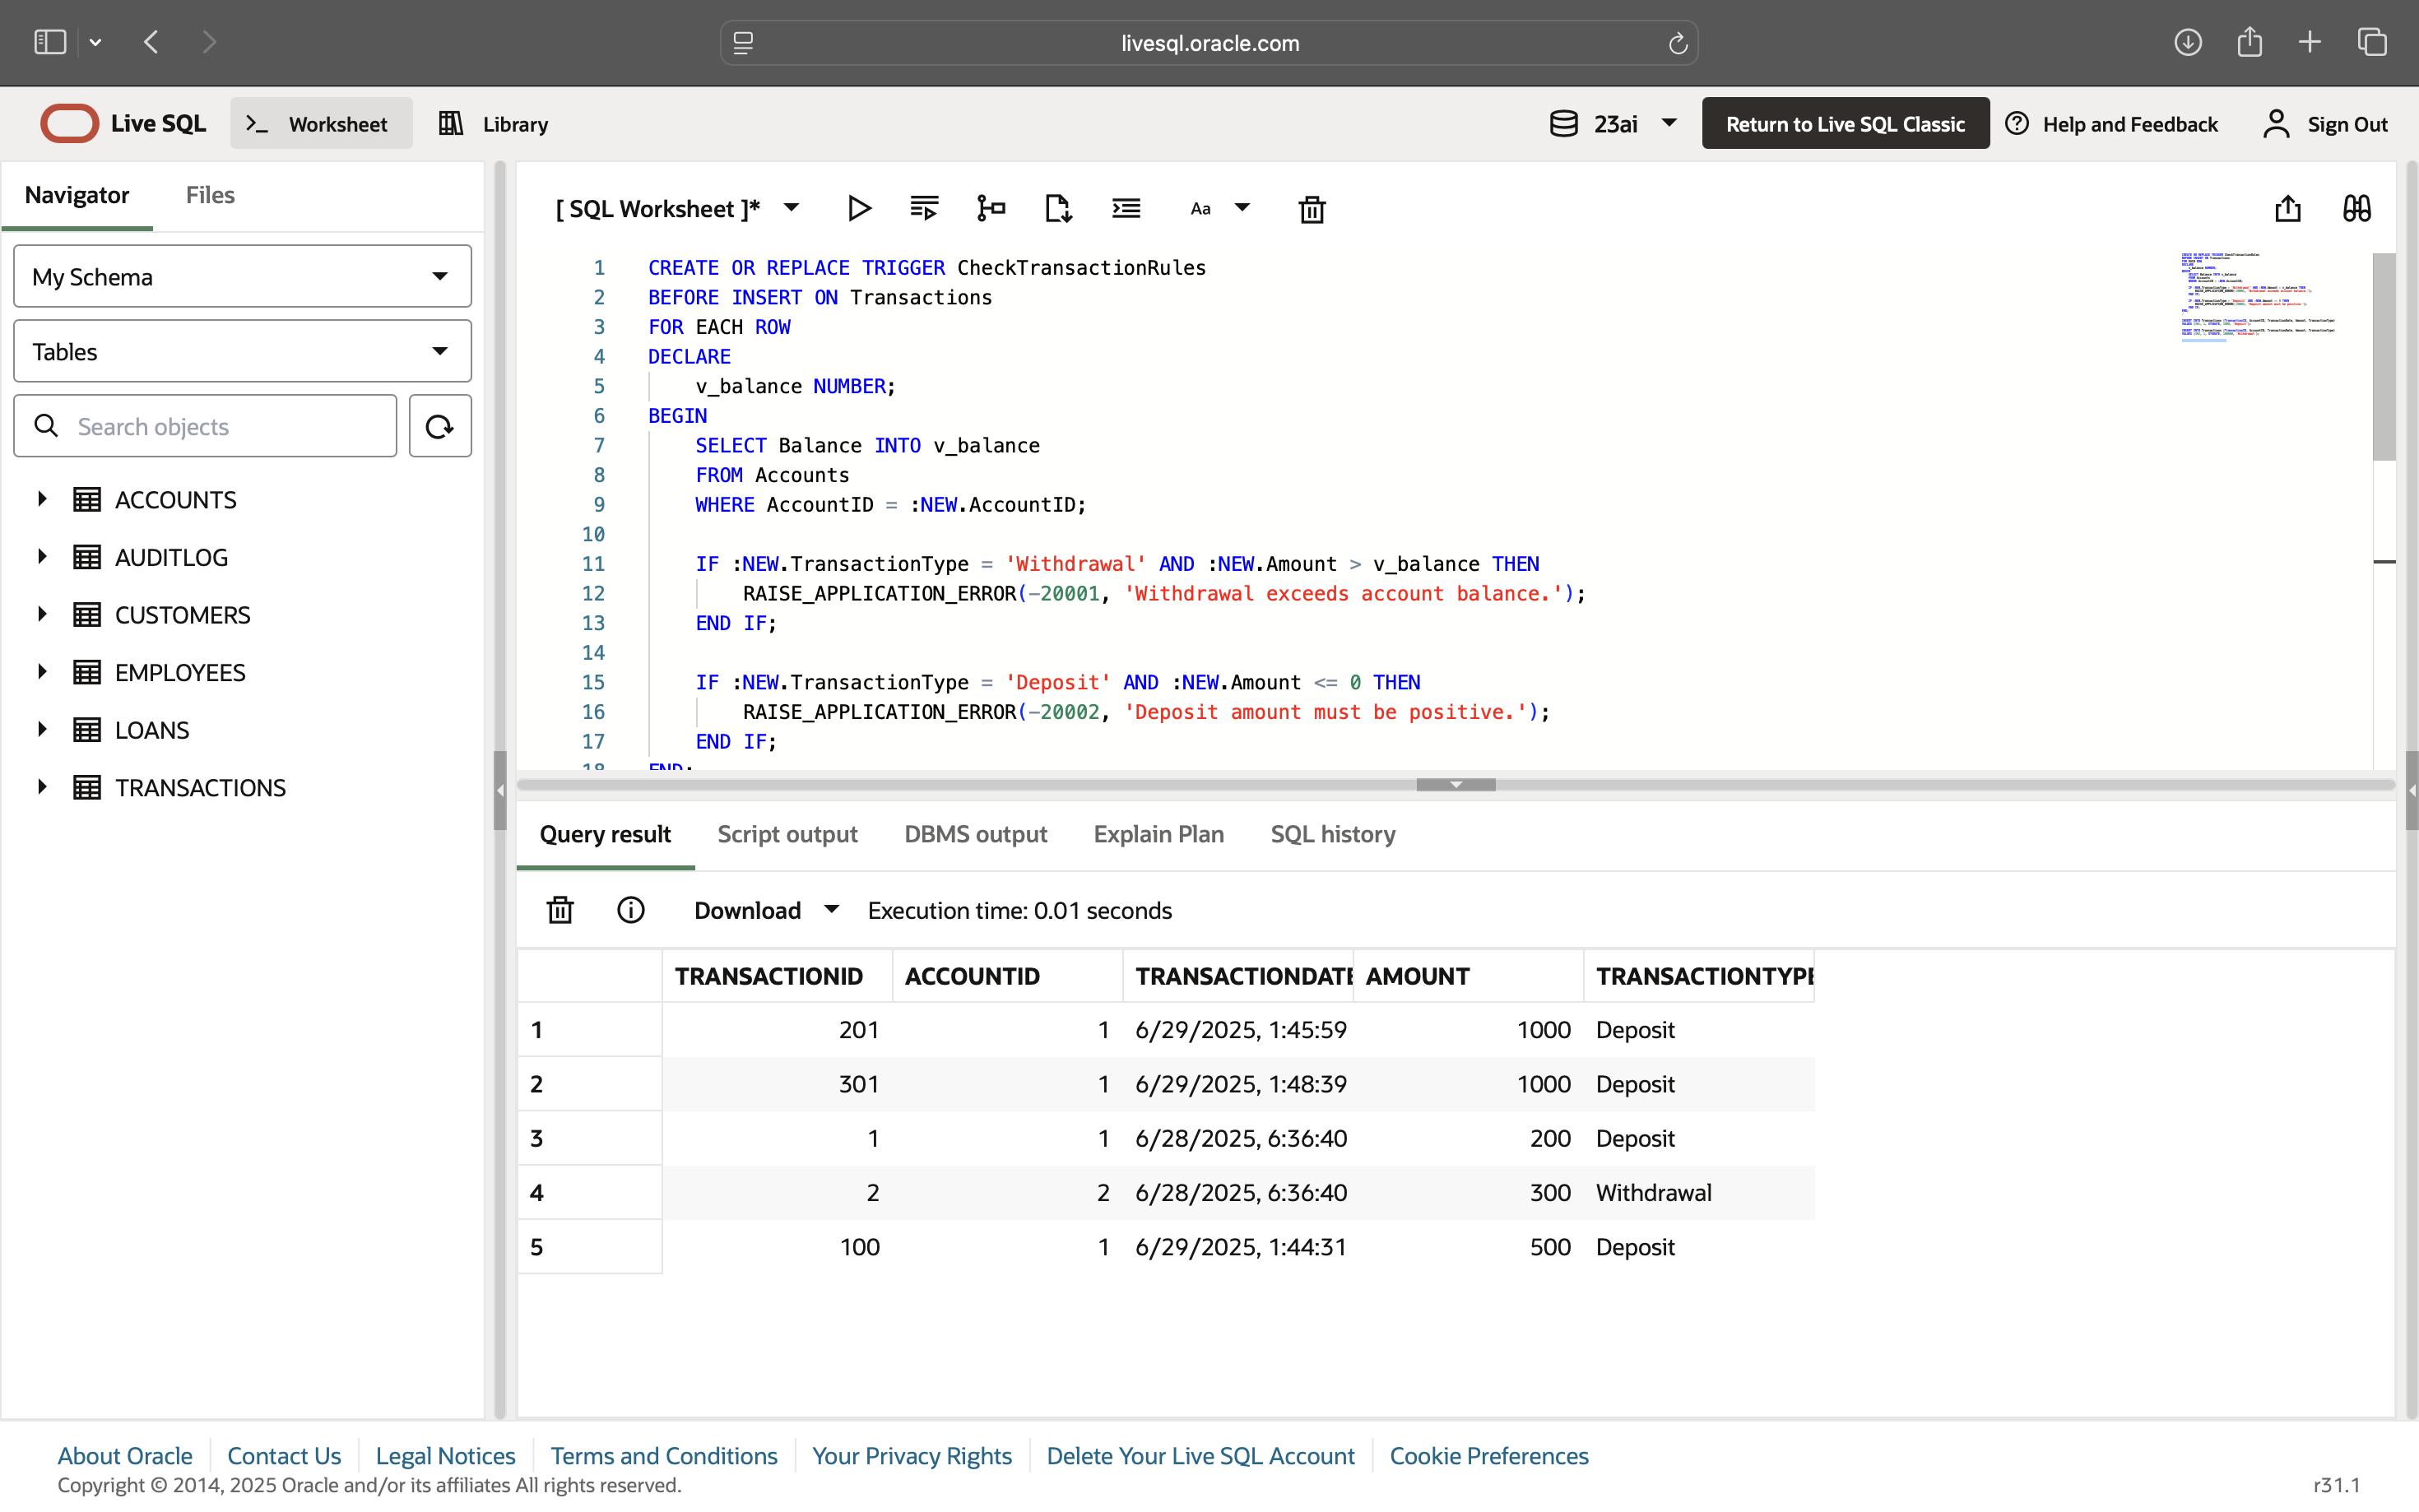 livesql.oracle.com
Live SQL
Worksheet
Library
23ai
Return to Live SQL Classic
Help and Feedback
Sign Out
Navigator
Files
My Schema
Tables
Search objects
ACCOUNTS
AUDITLOG
CUSTOMERS
EMPLOYEES
LOANS
TRANSACTIONS
[ SQL Worksheet ]*
Aa
1 CREATE OR REPLACE TRIGGER CheckTransactionRules
2 BEFORE INSERT ON Transactions
3 FOR EACH ROW
4 DECLARE
5 v_balance NUMBER;
6 BEGIN
7 SELECT Balance INTO v_balance
8 FROM Accounts
9 WHERE AccountID = :NEW.AccountID;
10
11 IF :NEW.TransactionType = 'Withdrawal' AND :NEW.Amount > v_balance THEN
12 RAISE_APPLICATION_ERROR(-20001, 'Withdrawal exceeds account balance.');
13 END IF;
14
15 IF :NEW.TransactionType = 'Deposit' AND :NEW.Amount <= 0 THEN
16 RAISE_APPLICATION_ERROR(-20002, 'Deposit amount must be positive.');
17 END IF;
18 END;
Query result
Script output
DBMS output
Explain Plan
SQL history
Download
Execution time: 0.01 seconds
TRANSACTIONID ACCOUNTID TRANSACTIONDATE AMOUNT TRANSACTIONTYPE
1 201 1 6/29/2025, 1:45:59 1000 Deposit
2 301 1 6/29/2025, 1:48:39 1000 Deposit
3 1 1 6/28/2025, 6:36:40 200 Deposit
4 2 2 6/28/2025, 6:36:40 300 Withdrawal
5 100 1 6/29/2025, 1:44:31 500 Deposit
About Oracle
Contact Us
Legal Notices
Terms and Conditions
Your Privacy Rights
Delete Your Live SQL Account
Cookie Preferences
Copyright © 2014, 2025 Oracle and/or its affiliates All rights reserved.
r31.1